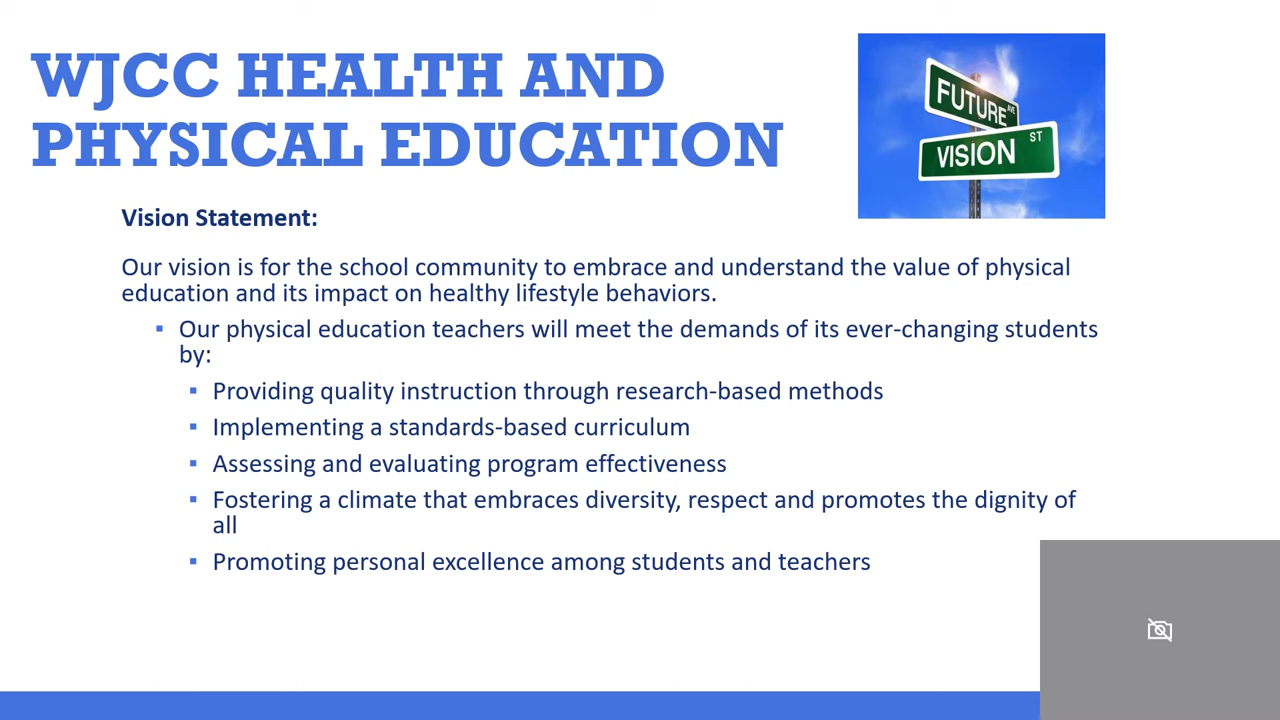 WJCC HEALTH AND
PHYSICAL EDUCATION
FUTURE AVE
VISION ST
Vision Statement:
Our vision is for the school community to embrace and understand the value of physical
education and its impact on healthy lifestyle behaviors.
▪ Our physical education teachers will meet the demands of its ever-changing students
by:
▪ Providing quality instruction through research-based methods
▪ Implementing a standards-based curriculum
▪ Assessing and evaluating program effectiveness
▪ Fostering a climate that embraces diversity, respect and promotes the dignity of
all
▪ Promoting personal excellence among students and teachers